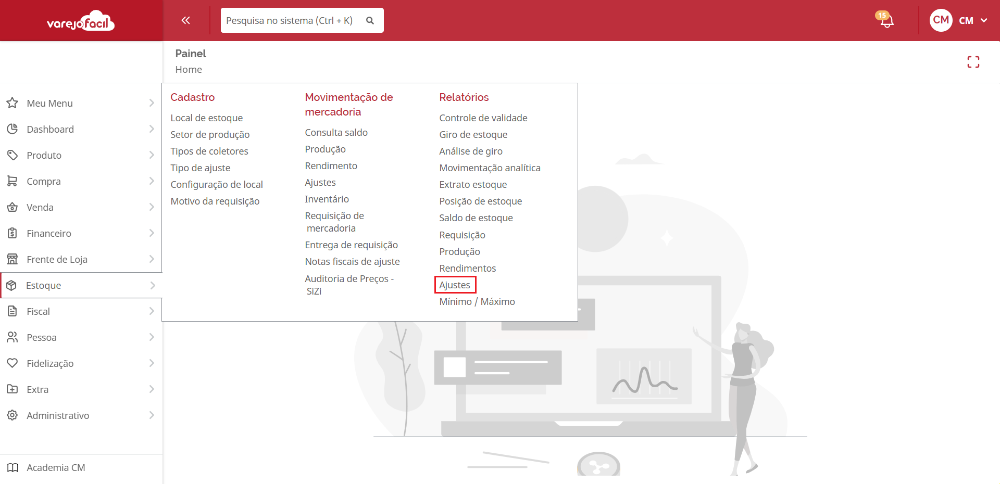 varejofacil
Pesquisa no sistema (Ctrl + K)
15
CM
CM
Painel
Home
Meu Menu
Dashboard
Produto
Compra
Venda
Financeiro
Frente de Loja
Estoque
Fiscal
Pessoa
Fidelização
Extra
Administrativo
Academia CM
Cadastro
Local de estoque
Setor de produção
Tipos de coletores
Tipo de ajuste
Configuração de local
Motivo da requisição
Movimentação de
mercadoria
Consulta saldo
Produção
Rendimento
Ajustes
Inventário
Requisição de
mercadoria
Entrega de requisição
Notas fiscais de ajuste
Auditoria de Preços -
SiZi
Relatórios
Controle de validade
Giro de estoque
Análise de giro
Movimentação analítica
Extrato estoque
Posição de estoque
Saldo de estoque
Requisição
Produção
Rendimentos
Ajustes
Mínimo / Máximo